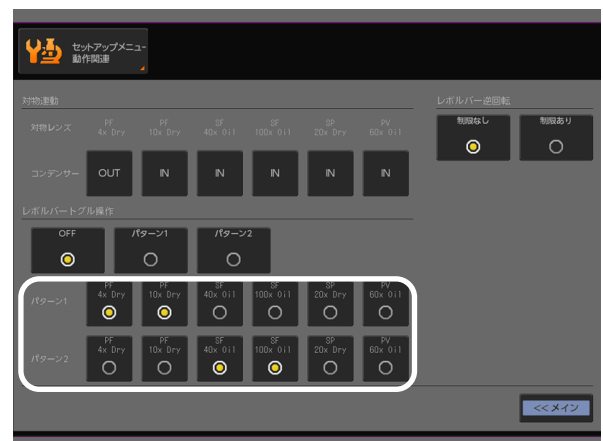 セットアップメニュー
動作関連
対物連動
対物レンズ
PF
4x Dry
PF
10x Dry
SF
40x Oil
SF
100x Oil
SP
20x Dry
PV
60x Oil
コンデンサー
OUT
IN
IN
IN
IN
IN
レボルバー逆回転
制限なし
制限あり
レボルバートグル操作
OFF
パターン1
パターン2
パターン1
PF
4x Dry
PF
10x Dry
SF
40x Oil
SF
100x Oil
SP
20x Dry
PV
60x Oil
パターン2
PF
4x Dry
PF
10x Dry
SF
40x Oil
SF
100x Oil
SP
20x Dry
PV
60x Oil
<< メイン